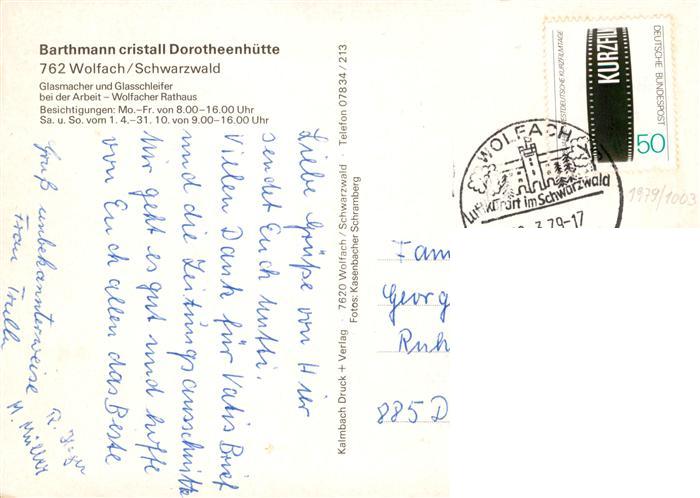 Barthmann cristall Dorotheenhütte
762 Wolfach/Schwarzwald
Glasmacher und Glasschleifer
bei der Arbeit – Wolfacher Rathaus
Besichtigungen: Mo.–Fr. von 8.00–16.00 Uhr
Sa. u. So. vom 1. 4.–31. 10. von 9.00–16.00 Uhr
Liebe Grüße von Hier
sendet Euch Mutti.
Vielen Dank für Vatis Brief
und die Zeitungsausschnitte
Mir geht es gut und hoffe
von Euch allen das Beste
Gruß unbekannterweise
Frau
M. Müller
Kalmbach Druck + Verlag · 7620 Wolfach/Schwarzwald · Telefon 07834/213
Fotos: Kasenbacher Schramberg
WESTDEUTSCHE KURZFILMTAGE
KURZFIL
DEUTSCHE BUNDESPOST
50
WOLFACH
Luftkurort im Schwarzwald
.3.79-17
1979/1003
Fam
Georg
Ruh
885 D